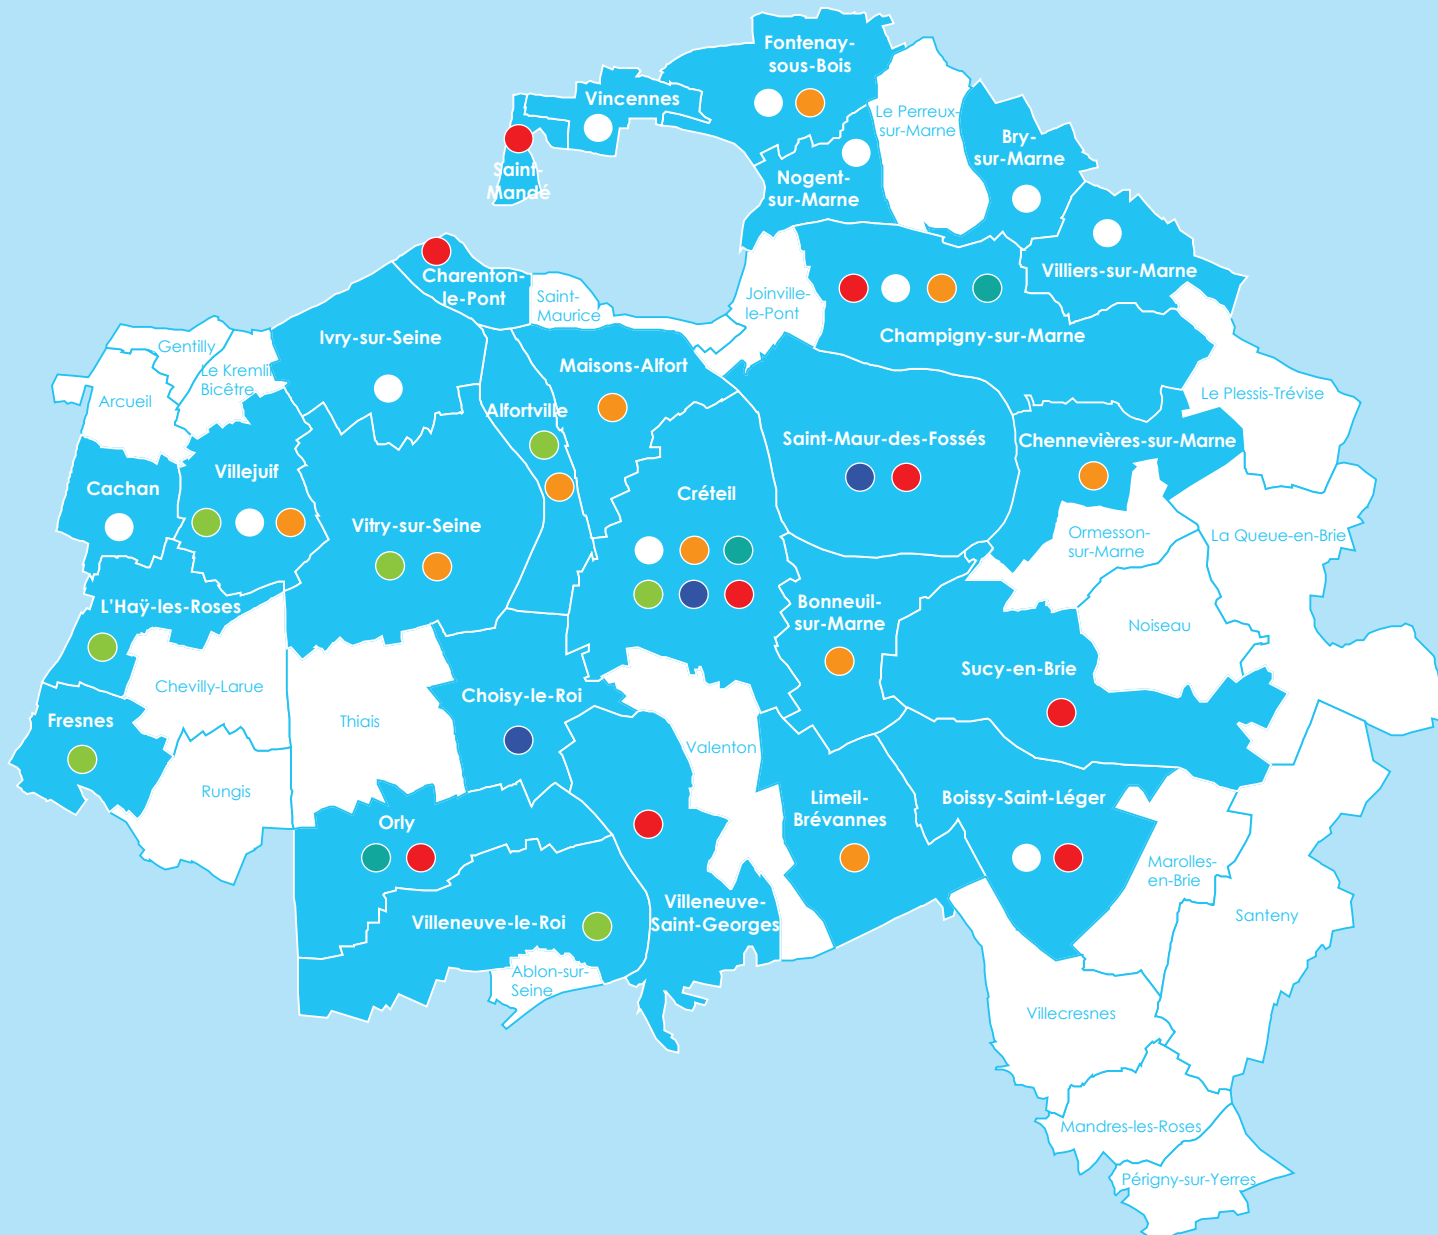 Fontenay-
sous-Bois
Vincennes
Le Perreux-
sur-Marne
Bry-
sur-Marne
Saint-
Mandé
Nogent-
sur-Marne
Villiers-sur-Marne
Charenton-
le-Pont
Saint-
Maurice
Joinville-
le-Pont
Champigny-sur-Marne
Ivry-sur-Seine
Gentilly
Le Kremlin
Bicêtre
Arcueil
Maisons-Alfort
Le Plessis-Trévise
Alfortville
Saint-Maur-des-Fossés
Chennevières-sur-Marne
Villejuif
Cachan
Créteil
Vitry-sur-Seine
Ormesson-
sur-Marne
La Queue-en-Brie
L'Haÿ-les-Roses
Bonneuil-
sur-Marne
Noiseau
Sucy-en-Brie
Chevilly-Larue
Choisy-le-Roi
Fresnes
Thiais
Valenton
Rungis
Limeil-
Brévannes
Boissy-Saint-Léger
Orly
Marolles-
en-Brie
Villeneuve-
Saint-Georges
Santeny
Villeneuve-le-Roi
Ablon-sur-
Seine
Villecresnes
Mandres-les-Roses
Périgny-sur-Yerres